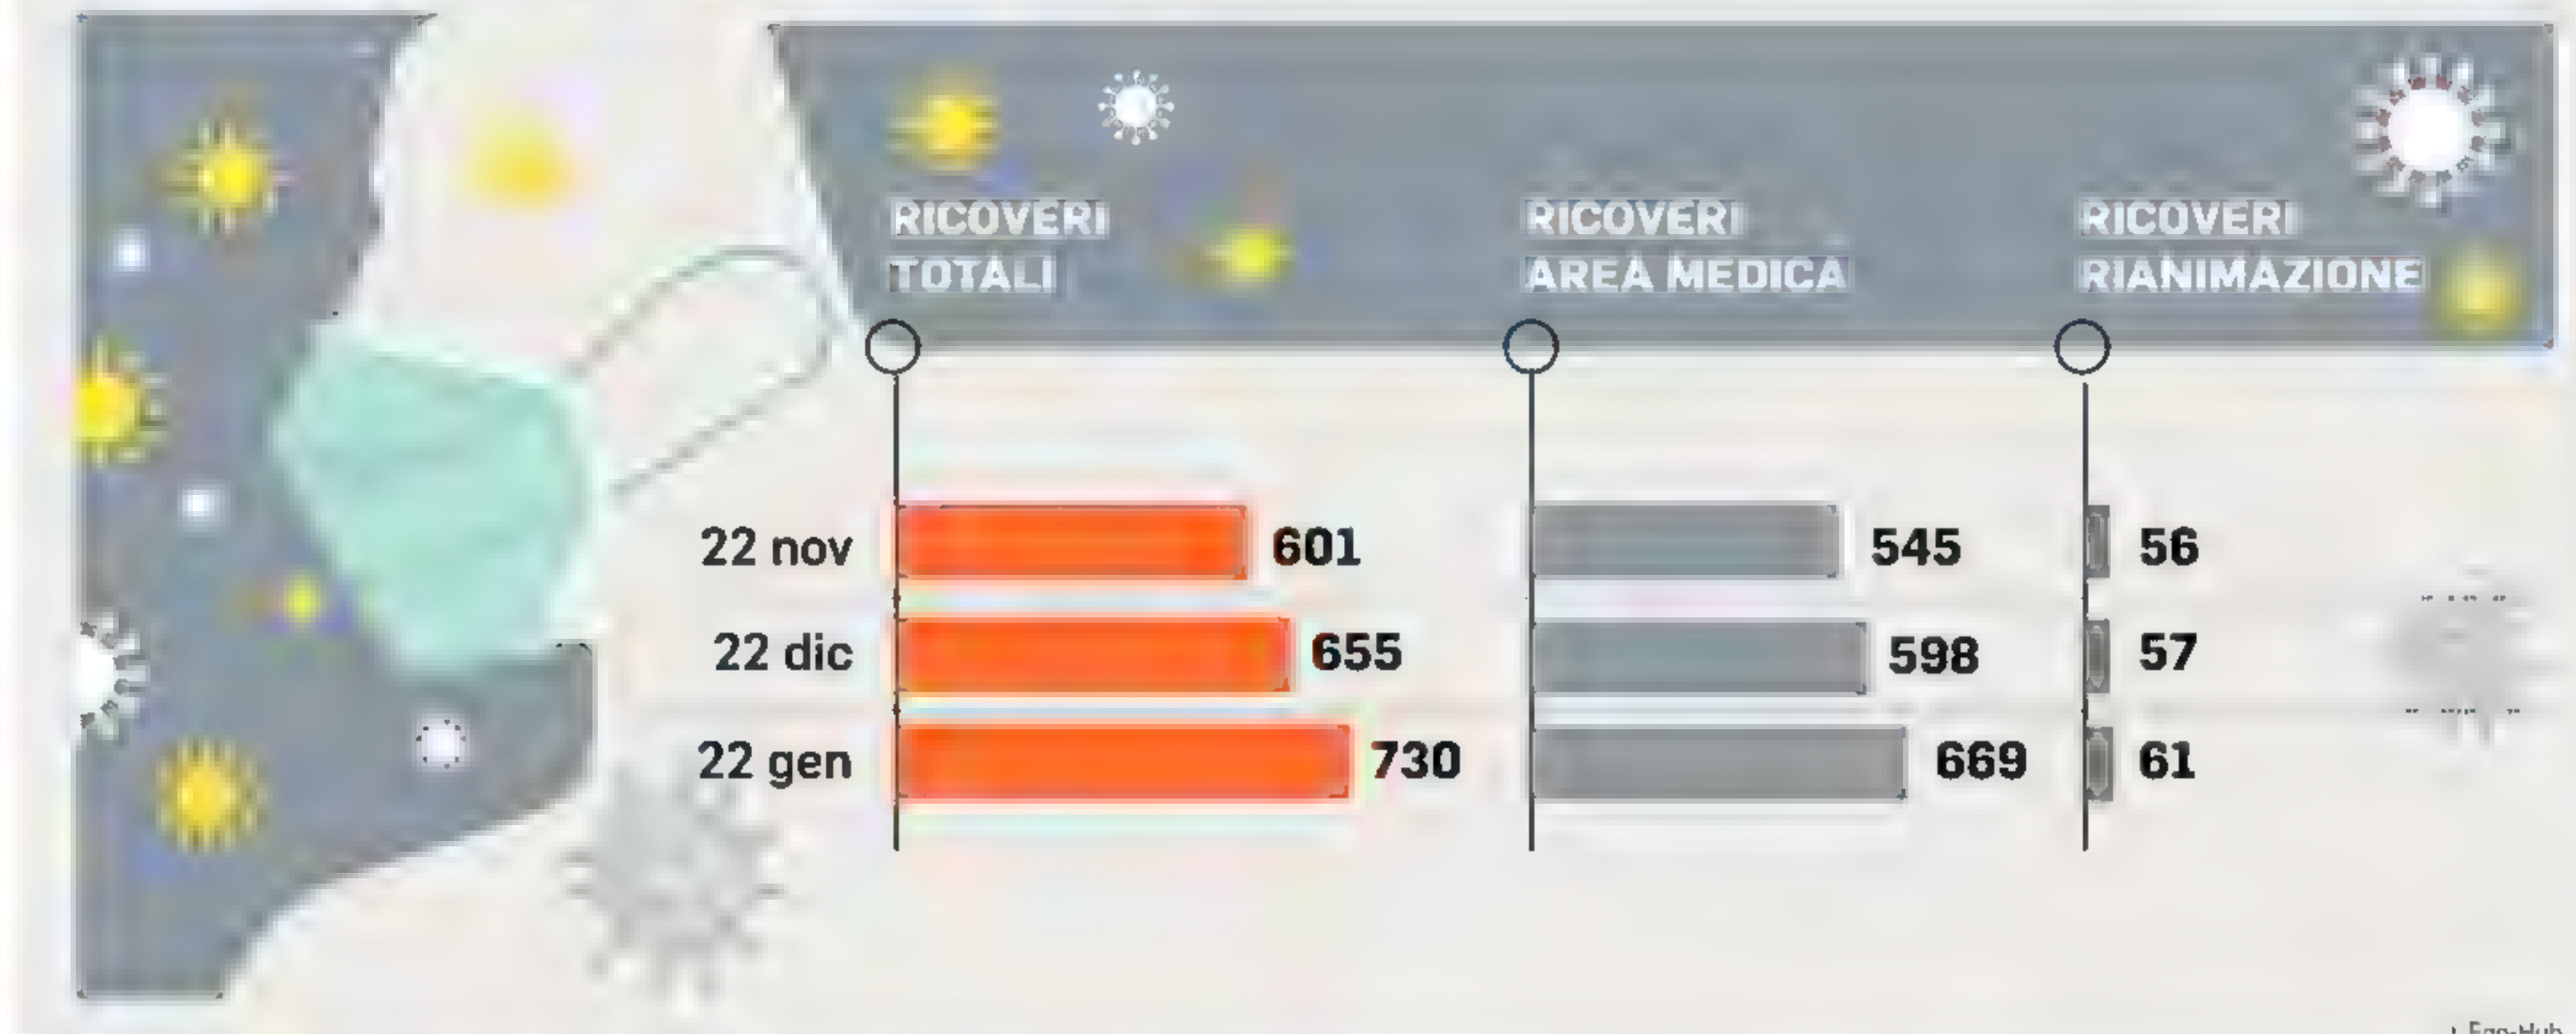 RICOVERI
TOTALI
RICOVERI
AREA MEDICA
RICOVERI
RIANIMAZIONE
22 nov 601 545 56
22 dic 655 598 57
22 gen 730 669 61